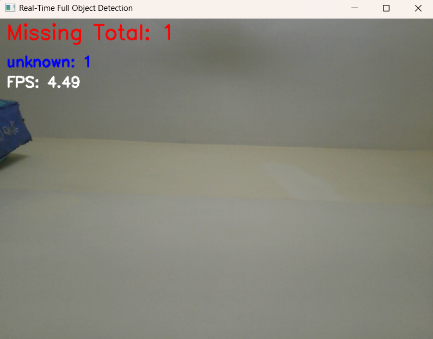 Real-Time Full Object Detection
Missing Total: 1
unknown: 1
FPS: 4.49